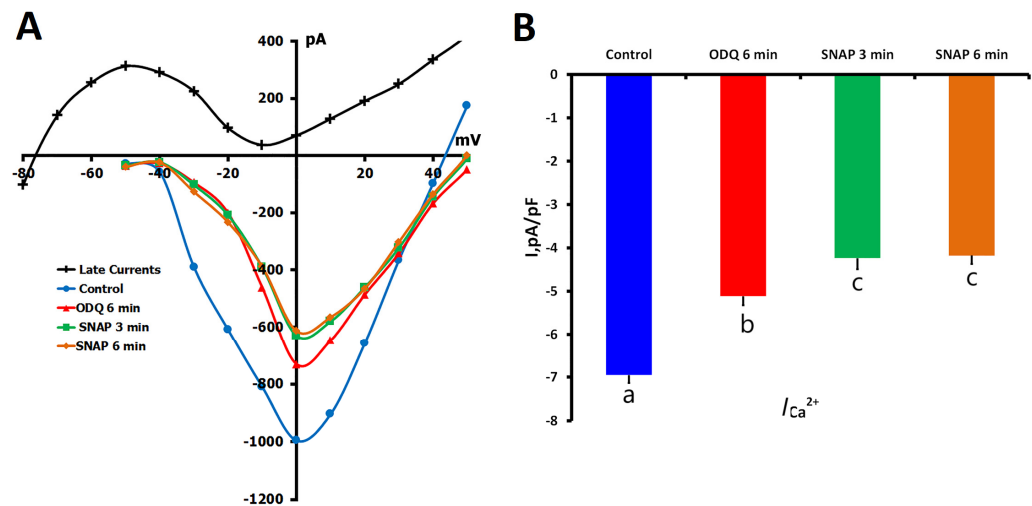 A
pA
400
200
mV
-80
-60
-40
-20
0
20
40
-200
-400
-600
-800
-1000
-1200
Late Currents
Control
ODQ 6 min
SNAP 3 min
SNAP 6 min
B
Control
ODQ 6 min
SNAP 3 min
SNAP 6 min
0
-1
-2
-3
-4
-5
-6
-7
-8
I,pA/pF
a
b
c
c
I Ca²⁺